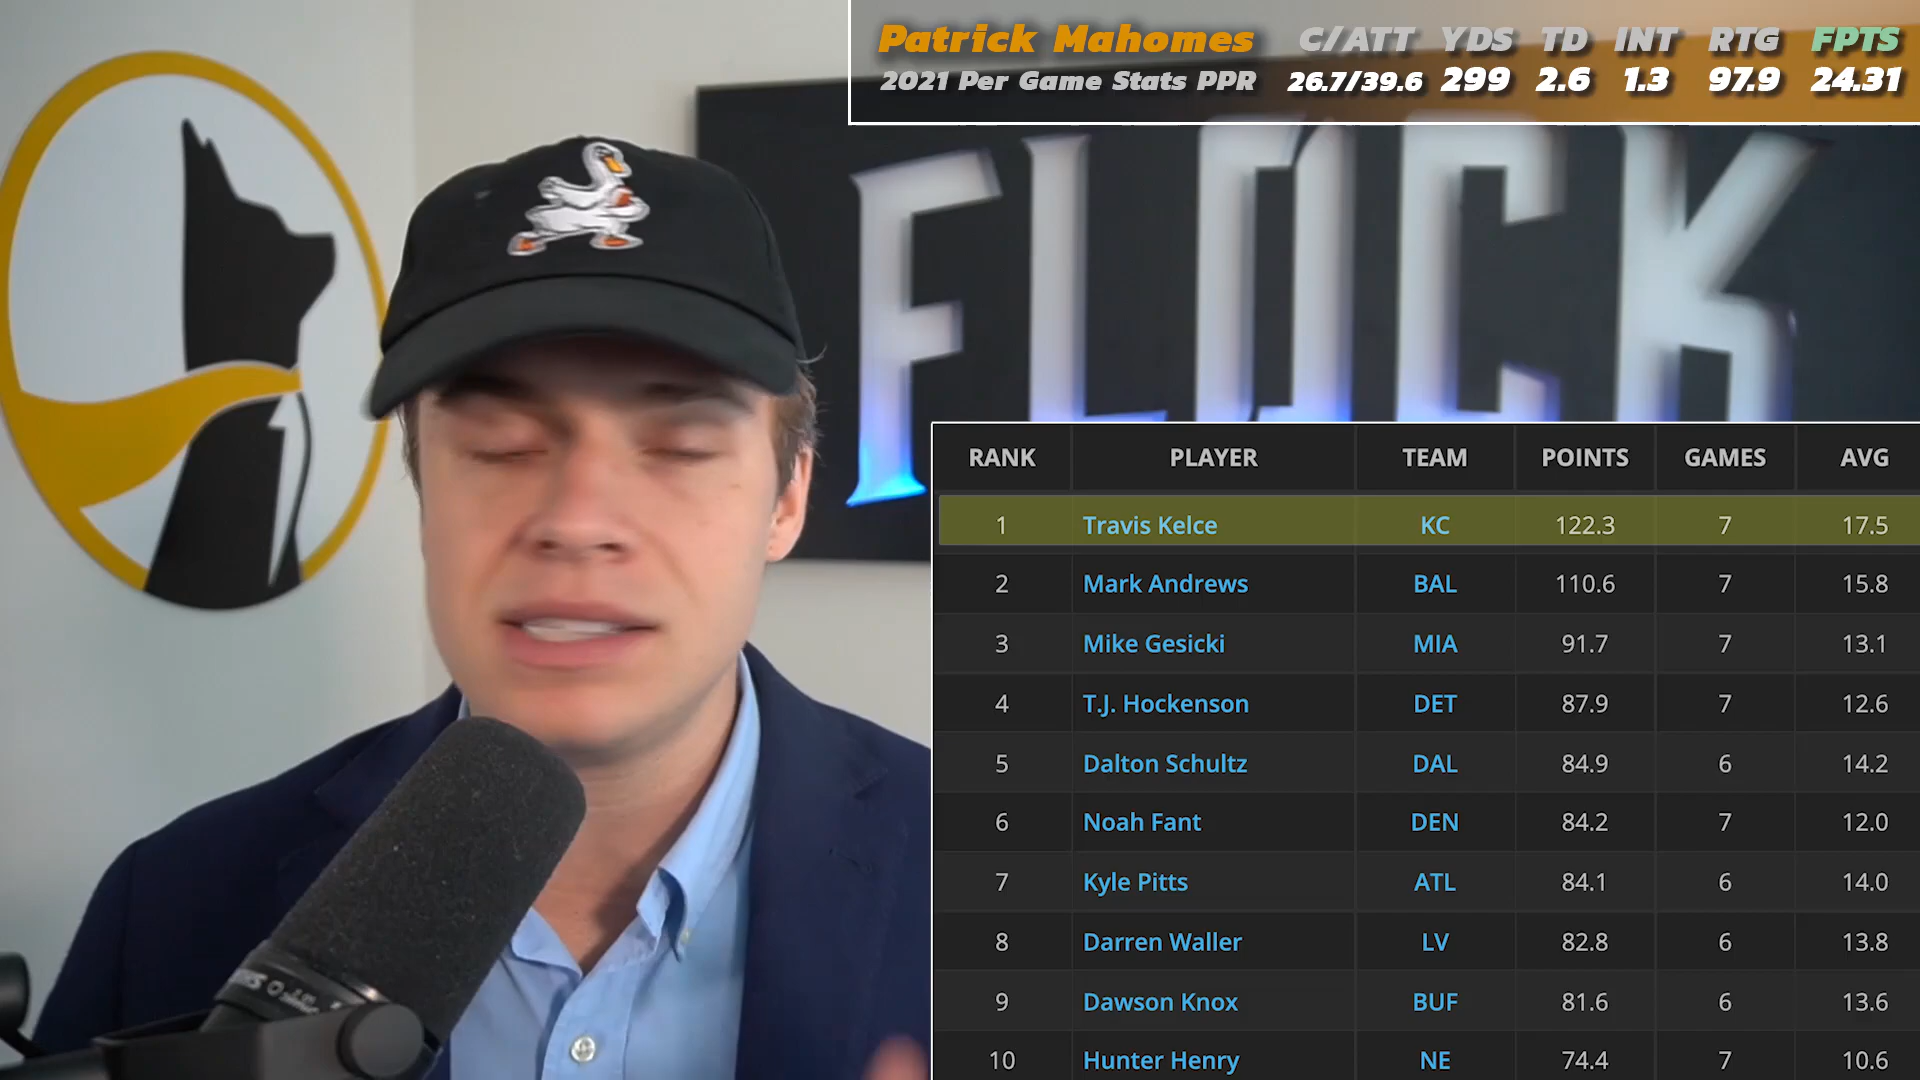 Patrick Mahomes C/ATT YDS TD INT RTG FPTS
2021 Per Game Stats PPR 26.7/39.6 299 2.6 1.3 97.9 24.31
FLOCK
RANK PLAYER TEAM POINTS GAMES AVG
1 Travis Kelce KC 122.3 7 17.5
2 Mark Andrews BAL 110.6 7 15.8
3 Mike Gesicki MIA 91.7 7 13.1
4 T.J. Hockenson DET 87.9 7 12.6
5 Dalton Schultz DAL 84.9 6 14.2
6 Noah Fant DEN 84.2 7 12.0
7 Kyle Pitts ATL 84.1 6 14.0
8 Darren Waller LV 82.8 6 13.8
9 Dawson Knox BUF 81.6 6 13.6
10 Hunter Henry NE 74.4 7 10.6